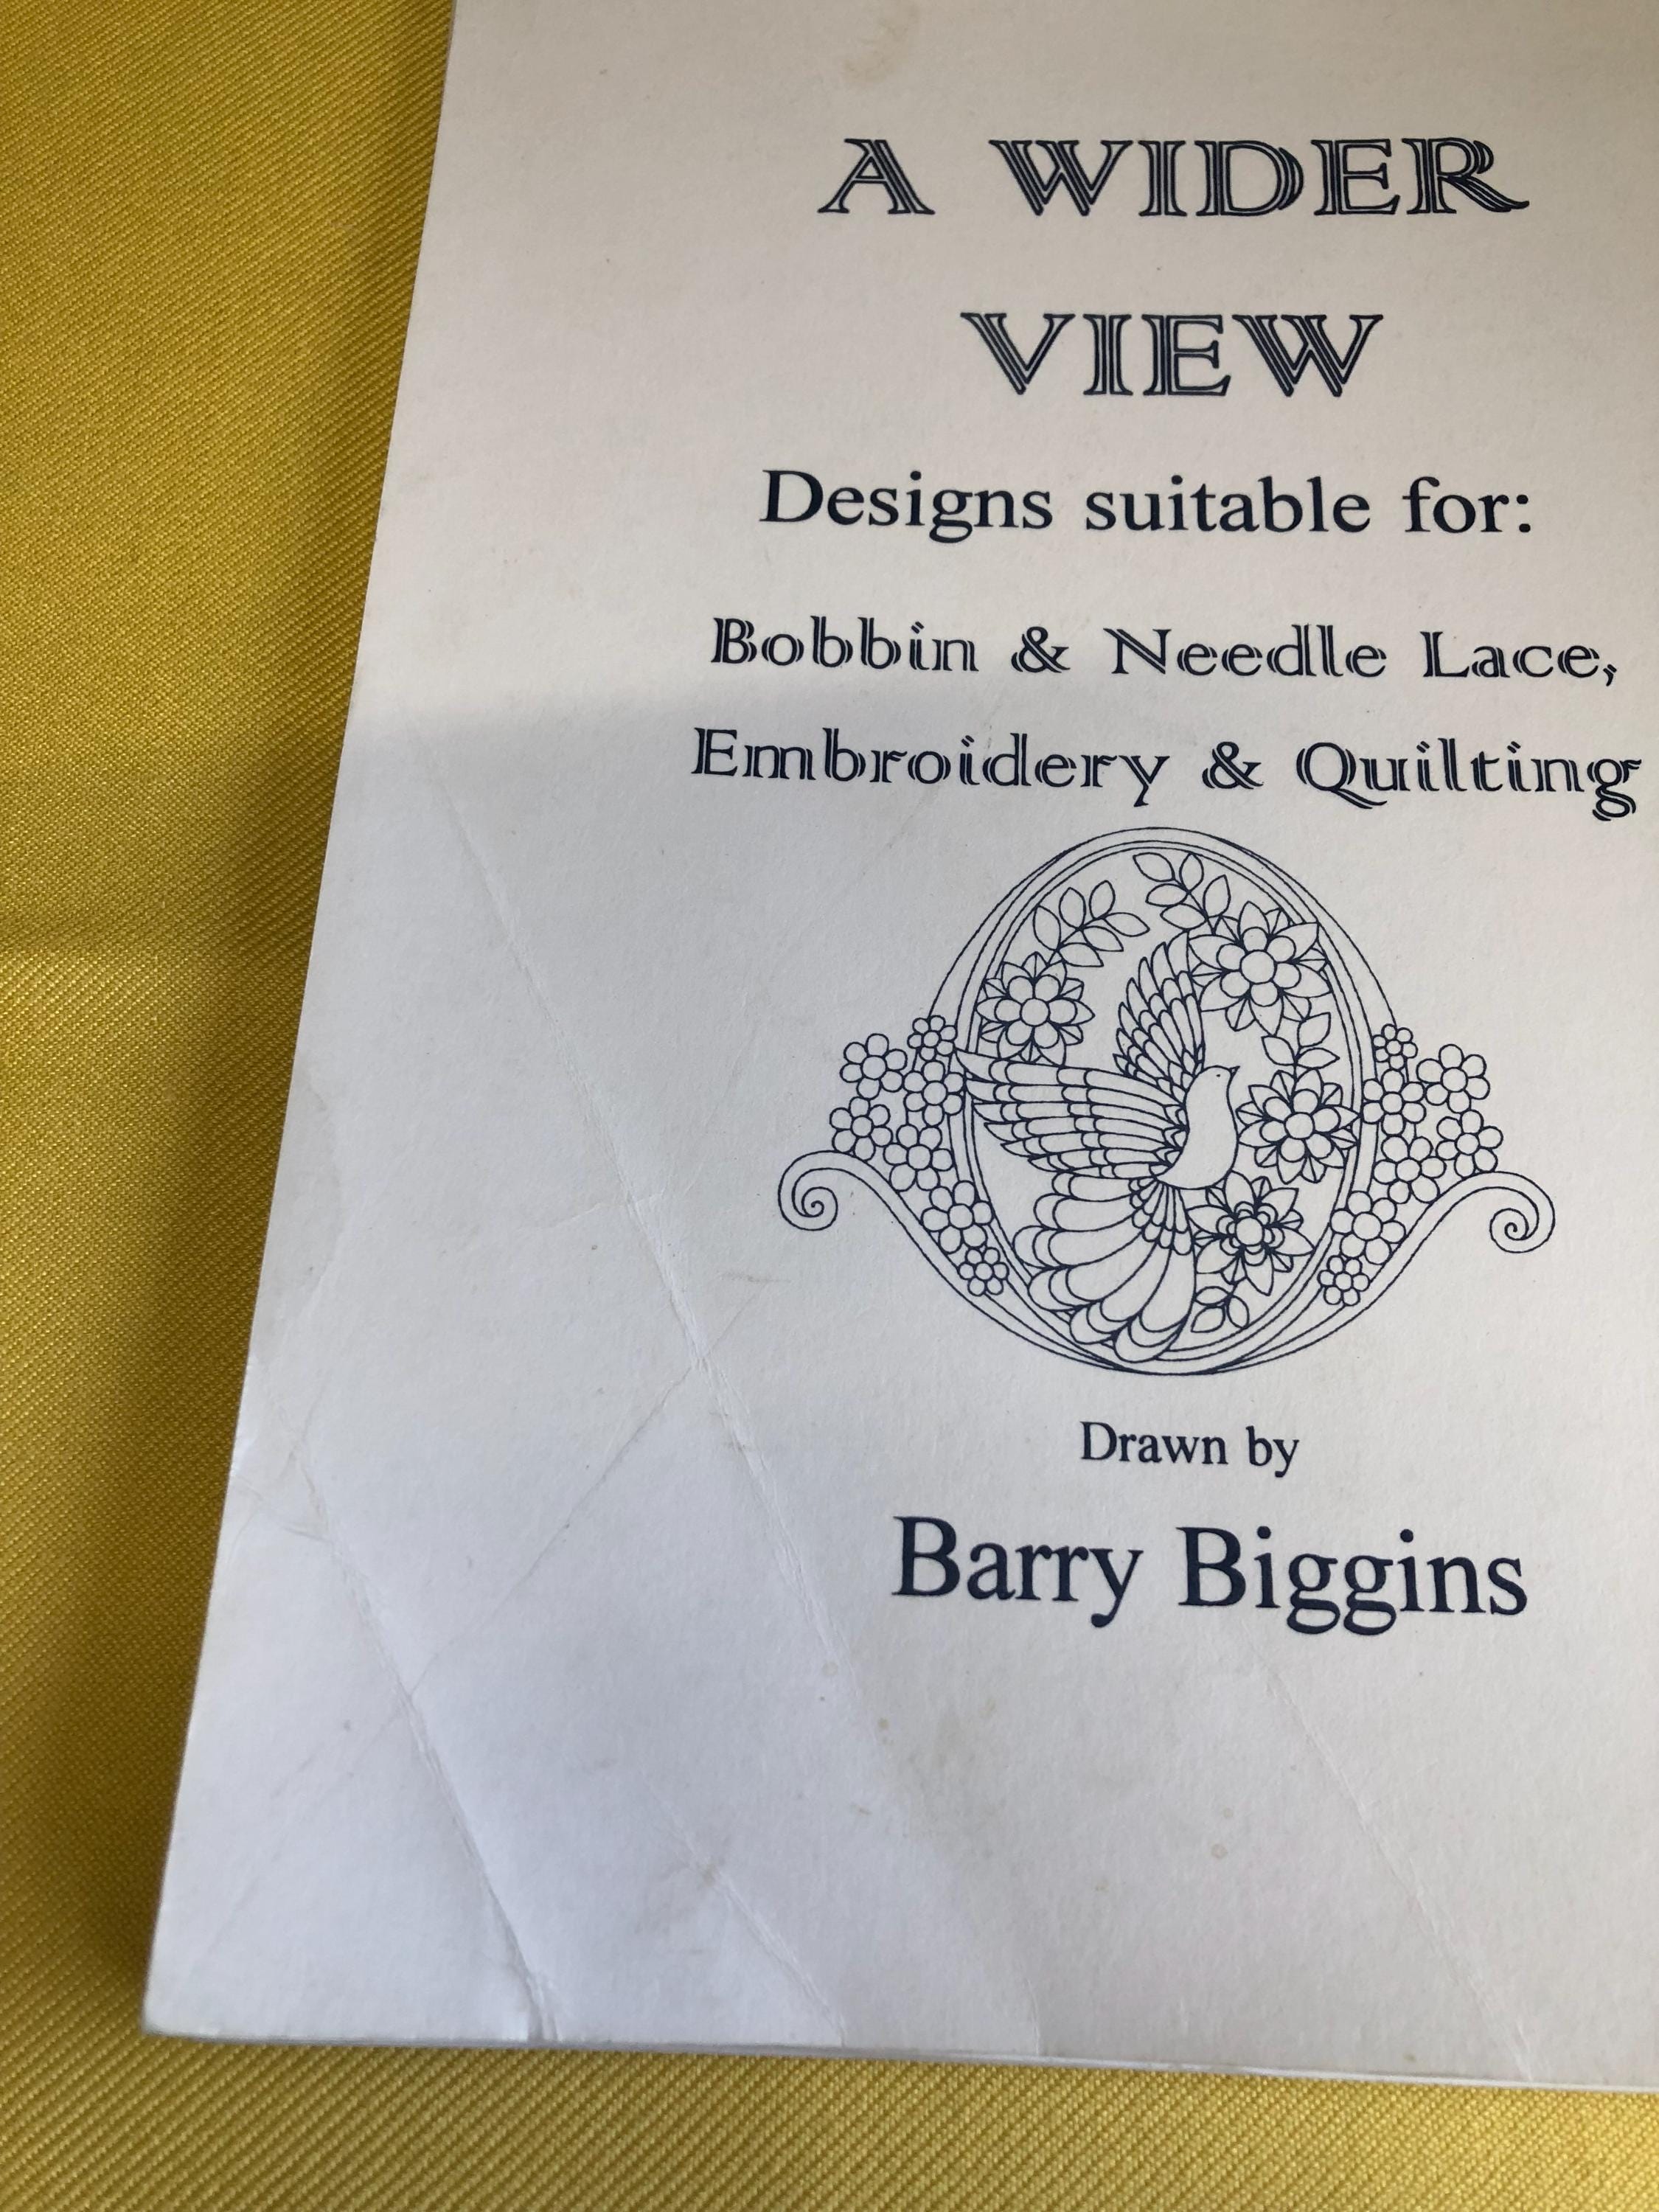 A WIDER
VIEW
Designs suitable for:
Bobbin & Needle Lace,
Embroidery & Quilting
Drawn by
Barry Biggins